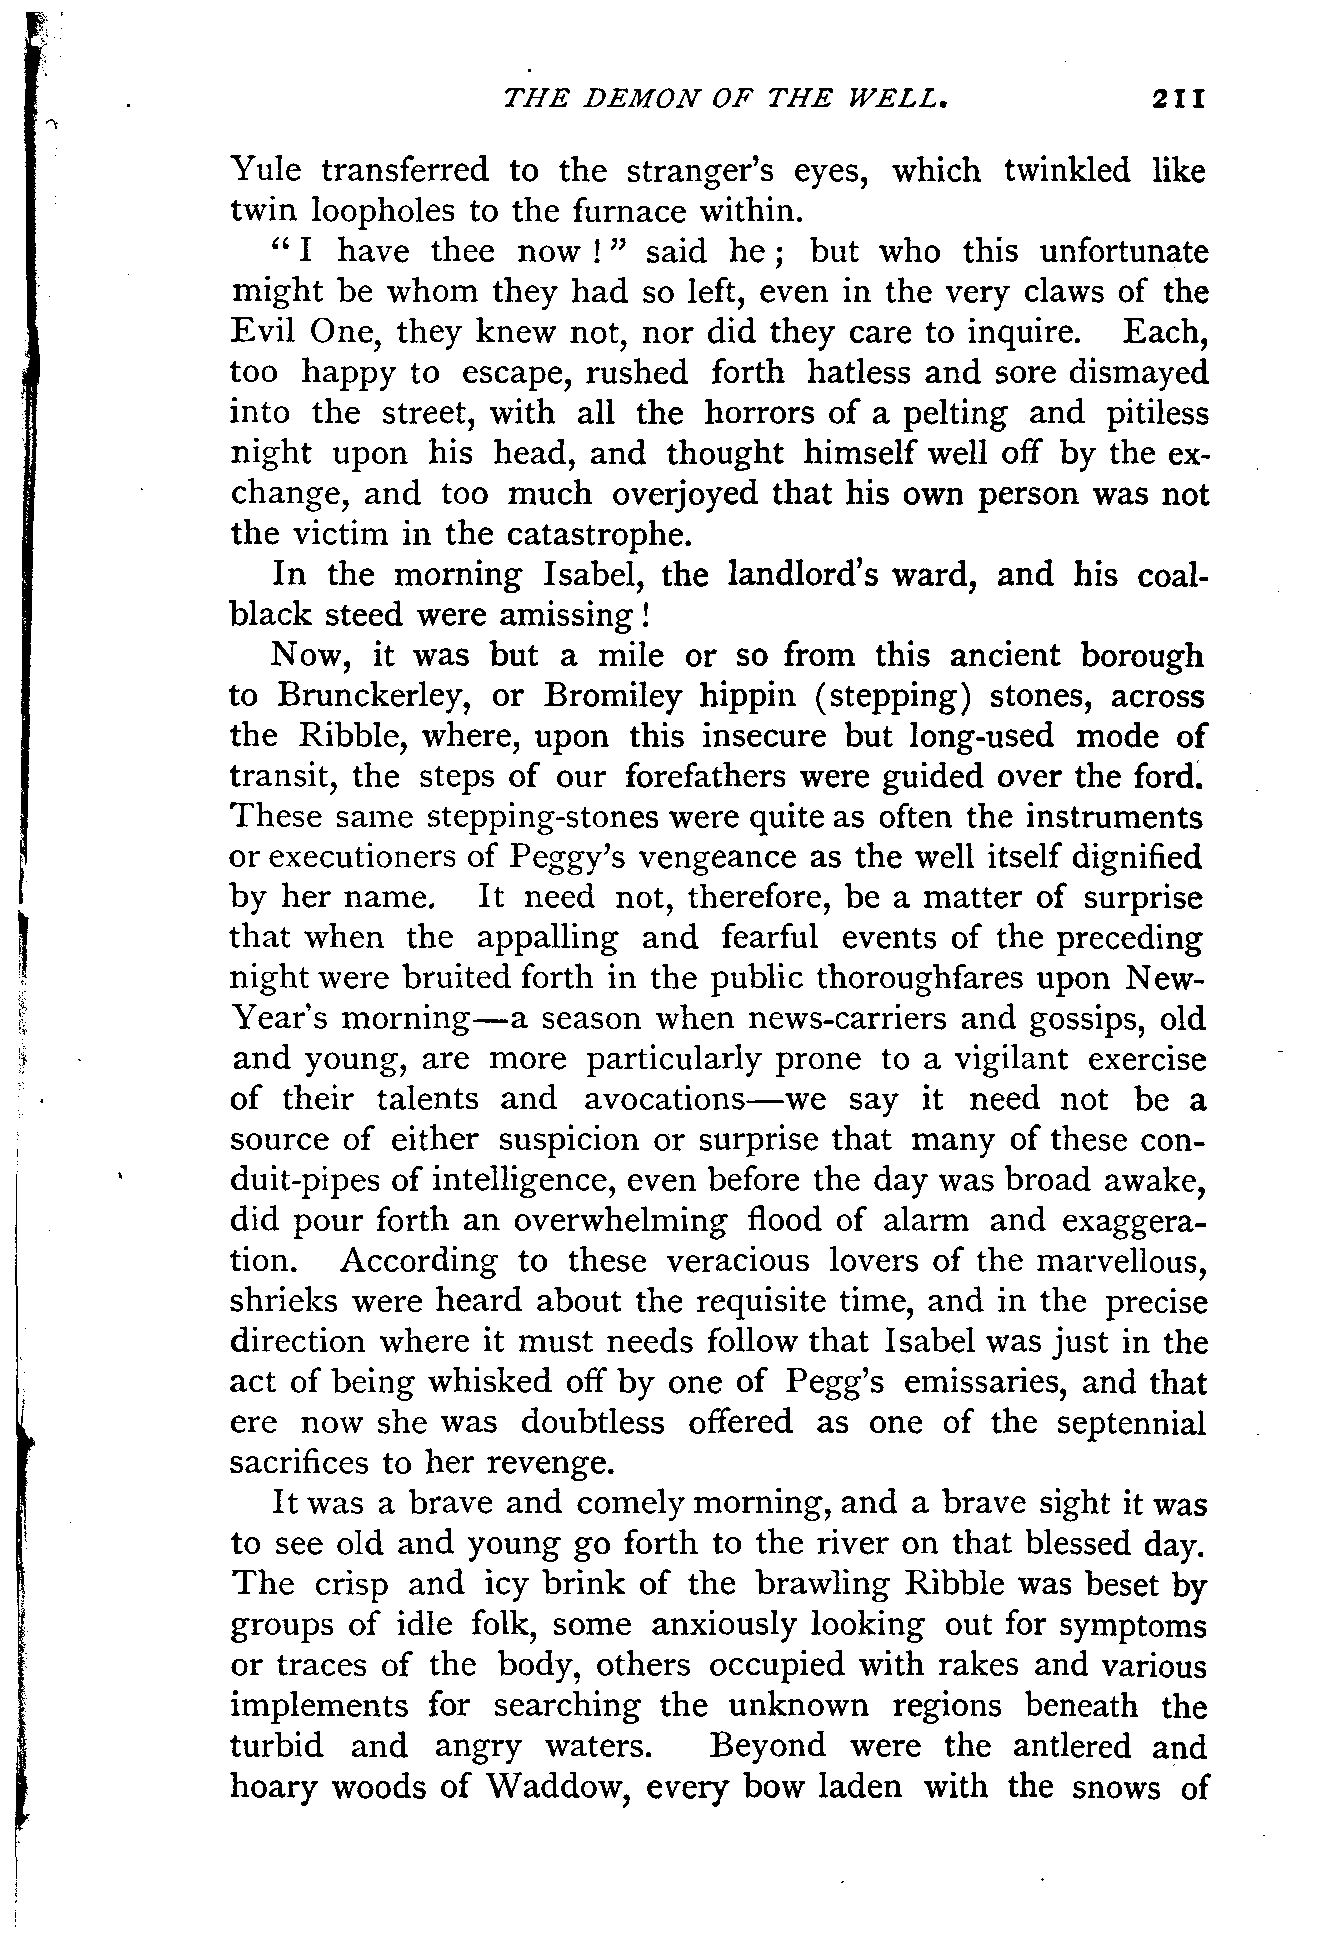 THE DEMON OF THE WELL. 211
Yule transferred to the stranger's eyes, which twinkled like
twin loopholes to the furnace within.
“ I have thee now ! ” said he ; but who this unfortunate
might be whom they had so left, even in the very claws of the
Evil One, they knew not, nor did they care to inquire. Each,
too happy to escape, rushed forth hatless and sore dismayed
into the street, with all the horrors of a pelting and pitiless
night upon his head, and thought himself well off by the ex-
change, and too much overjoyed that his own person was not
the victim in the catastrophe.
In the morning Isabel, the landlord's ward, and his coal-
black steed were amissing !
Now, it was but a mile or so from this ancient borough
to Brunckerley, or Bromiley hippin (stepping) stones, across
the Ribble, where, upon this insecure but long-used mode of
transit, the steps of our forefathers were guided over the ford.
These same stepping-stones were quite as often the instruments
or executioners of Peggy's vengeance as the well itself dignified
by her name. It need not, therefore, be a matter of surprise
that when the appalling and fearful events of the preceding
night were bruited forth in the public thoroughfares upon New-
Year's morning—a season when news-carriers and gossips, old
and young, are more particularly prone to a vigilant exercise
of their talents and avocations—we say it need not be a
source of either suspicion or surprise that many of these con-
duit-pipes of intelligence, even before the day was broad awake,
did pour forth an overwhelming flood of alarm and exaggera-
tion. According to these veracious lovers of the marvellous,
shrieks were heard about the requisite time, and in the precise
direction where it must needs follow that Isabel was just in the
act of being whisked off by one of Pegg's emissaries, and that
ere now she was doubtless offered as one of the septennial
sacrifices to her revenge.
It was a brave and comely morning, and a brave sight it was
to see old and young go forth to the river on that blessed day.
The crisp and icy brink of the brawling Ribble was beset by
groups of idle folk, some anxiously looking out for symptoms
or traces of the body, others occupied with rakes and various
implements for searching the unknown regions beneath the
turbid and angry waters. Beyond were the antlered and
hoary woods of Waddow, every bow laden with the snows of